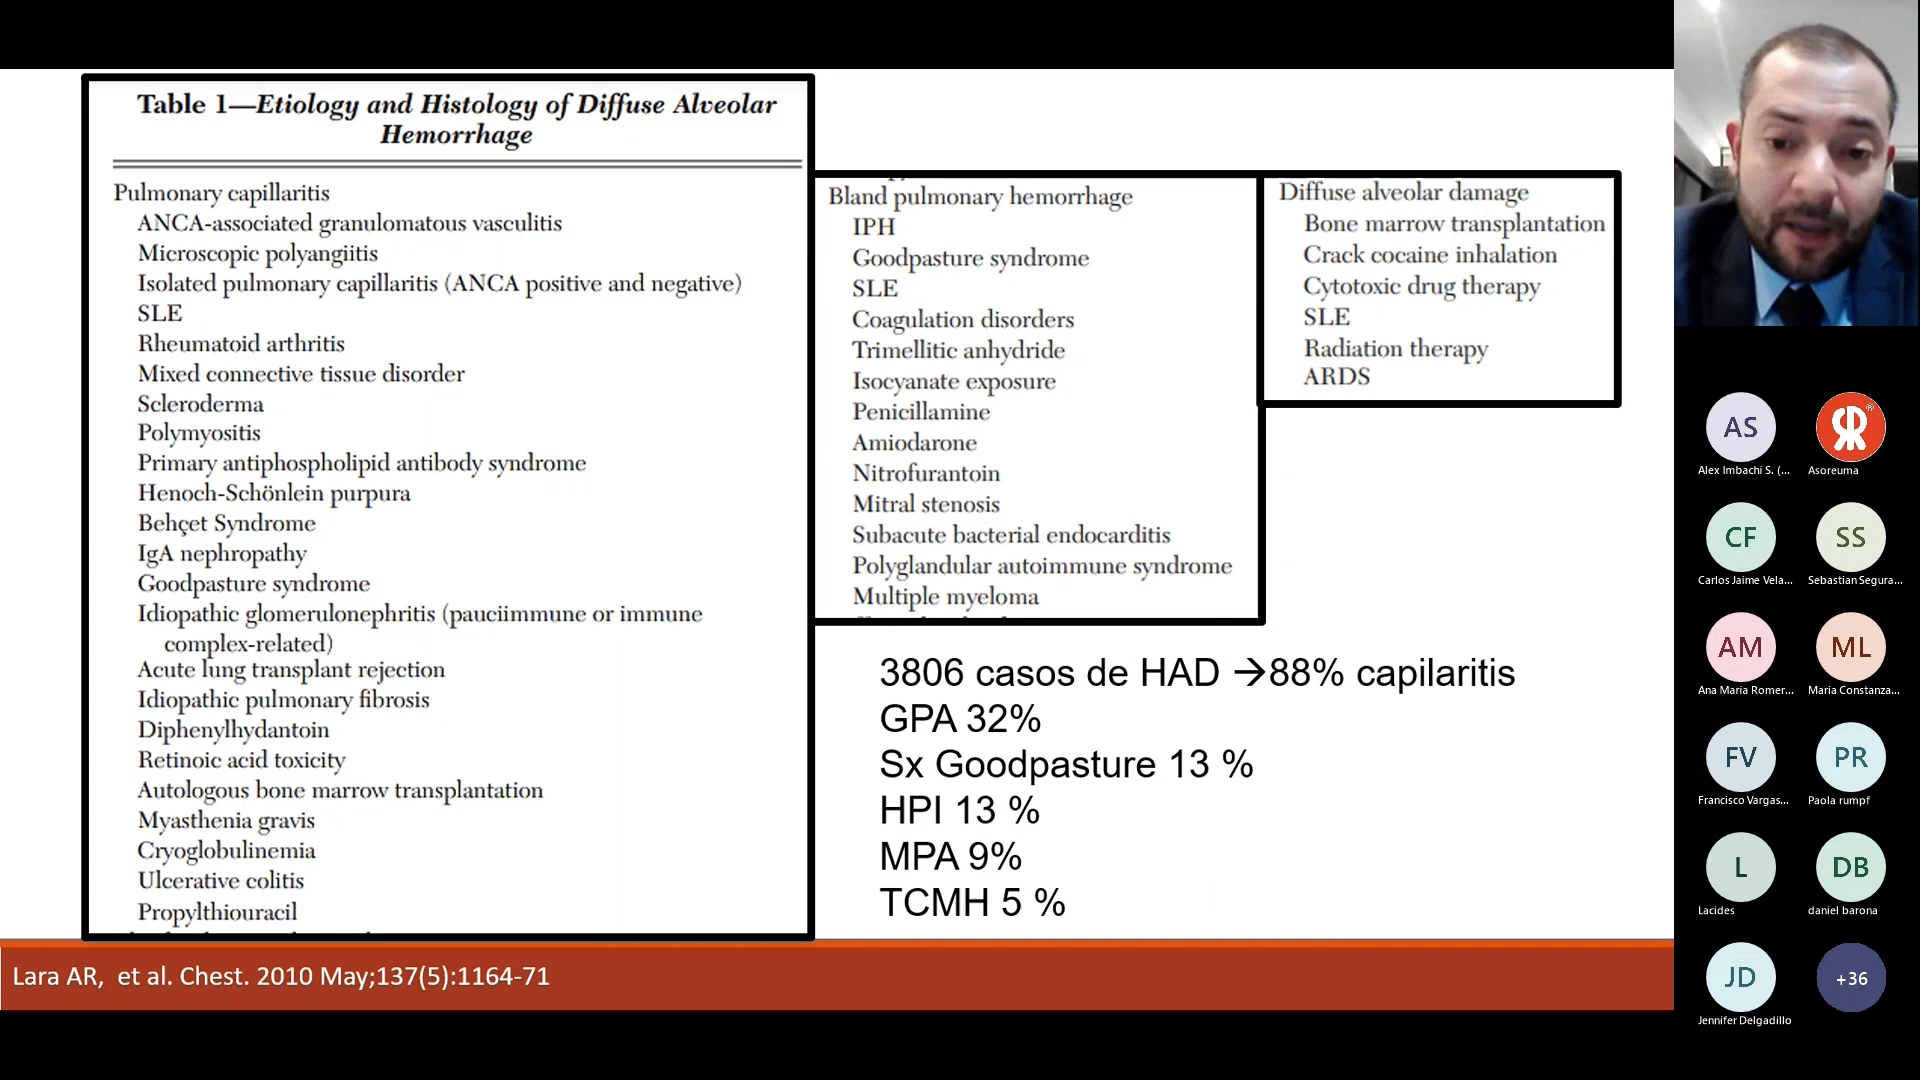 Table 1—Etiology and Histology of Diffuse Alveolar
Hemorrhage
Pulmonary capillaritis
ANCA-associated granulomatous vasculitis
Microscopic polyangiitis
Isolated pulmonary capillaritis (ANCA positive and negative)
SLE
Rheumatoid arthritis
Mixed connective tissue disorder
Scleroderma
Polymyositis
Primary antiphospholipid antibody syndrome
Henoch-Schönlein purpura
Behçet Syndrome
IgA nephropathy
Goodpasture syndrome
Idiopathic glomerulonephritis (pauciimmune or immune
complex-related)
Acute lung transplant rejection
Idiopathic pulmonary fibrosis
Diphenylhydantoin
Retinoic acid toxicity
Autologous bone marrow transplantation
Myasthenia gravis
Cryoglobulinemia
Ulcerative colitis
Propylthiouracil
Bland pulmonary hemorrhage
IPH
Goodpasture syndrome
SLE
Coagulation disorders
Trimellitic anhydride
Isocyanate exposure
Penicillamine
Amiodarone
Nitrofurantoin
Mitral stenosis
Subacute bacterial endocarditis
Polyglandular autoimmune syndrome
Multiple myeloma
Diffuse alveolar damage
Bone marrow transplantation
Crack cocaine inhalation
Cytotoxic drug therapy
SLE
Radiation therapy
ARDS
3806 casos de HAD →88% capilaritis
GPA 32%
Sx Goodpasture 13 %
HPI 13 %
MPA 9%
TCMH 5 %
Lara AR,  et al. Chest. 2010 May;137(5):1164-71
AS
Alex Imbachi S. (...
Asoreuma
CF
Carlos Jaime Vela...
SS
Sebastian Segura...
AM
Ana Maria Romer...
ML
Maria Constanza...
FV
Francisco Vargas...
PR
Paola rumpf
L
Lacides
DB
daniel barona
JD
Jennifer Delgadillo
+36